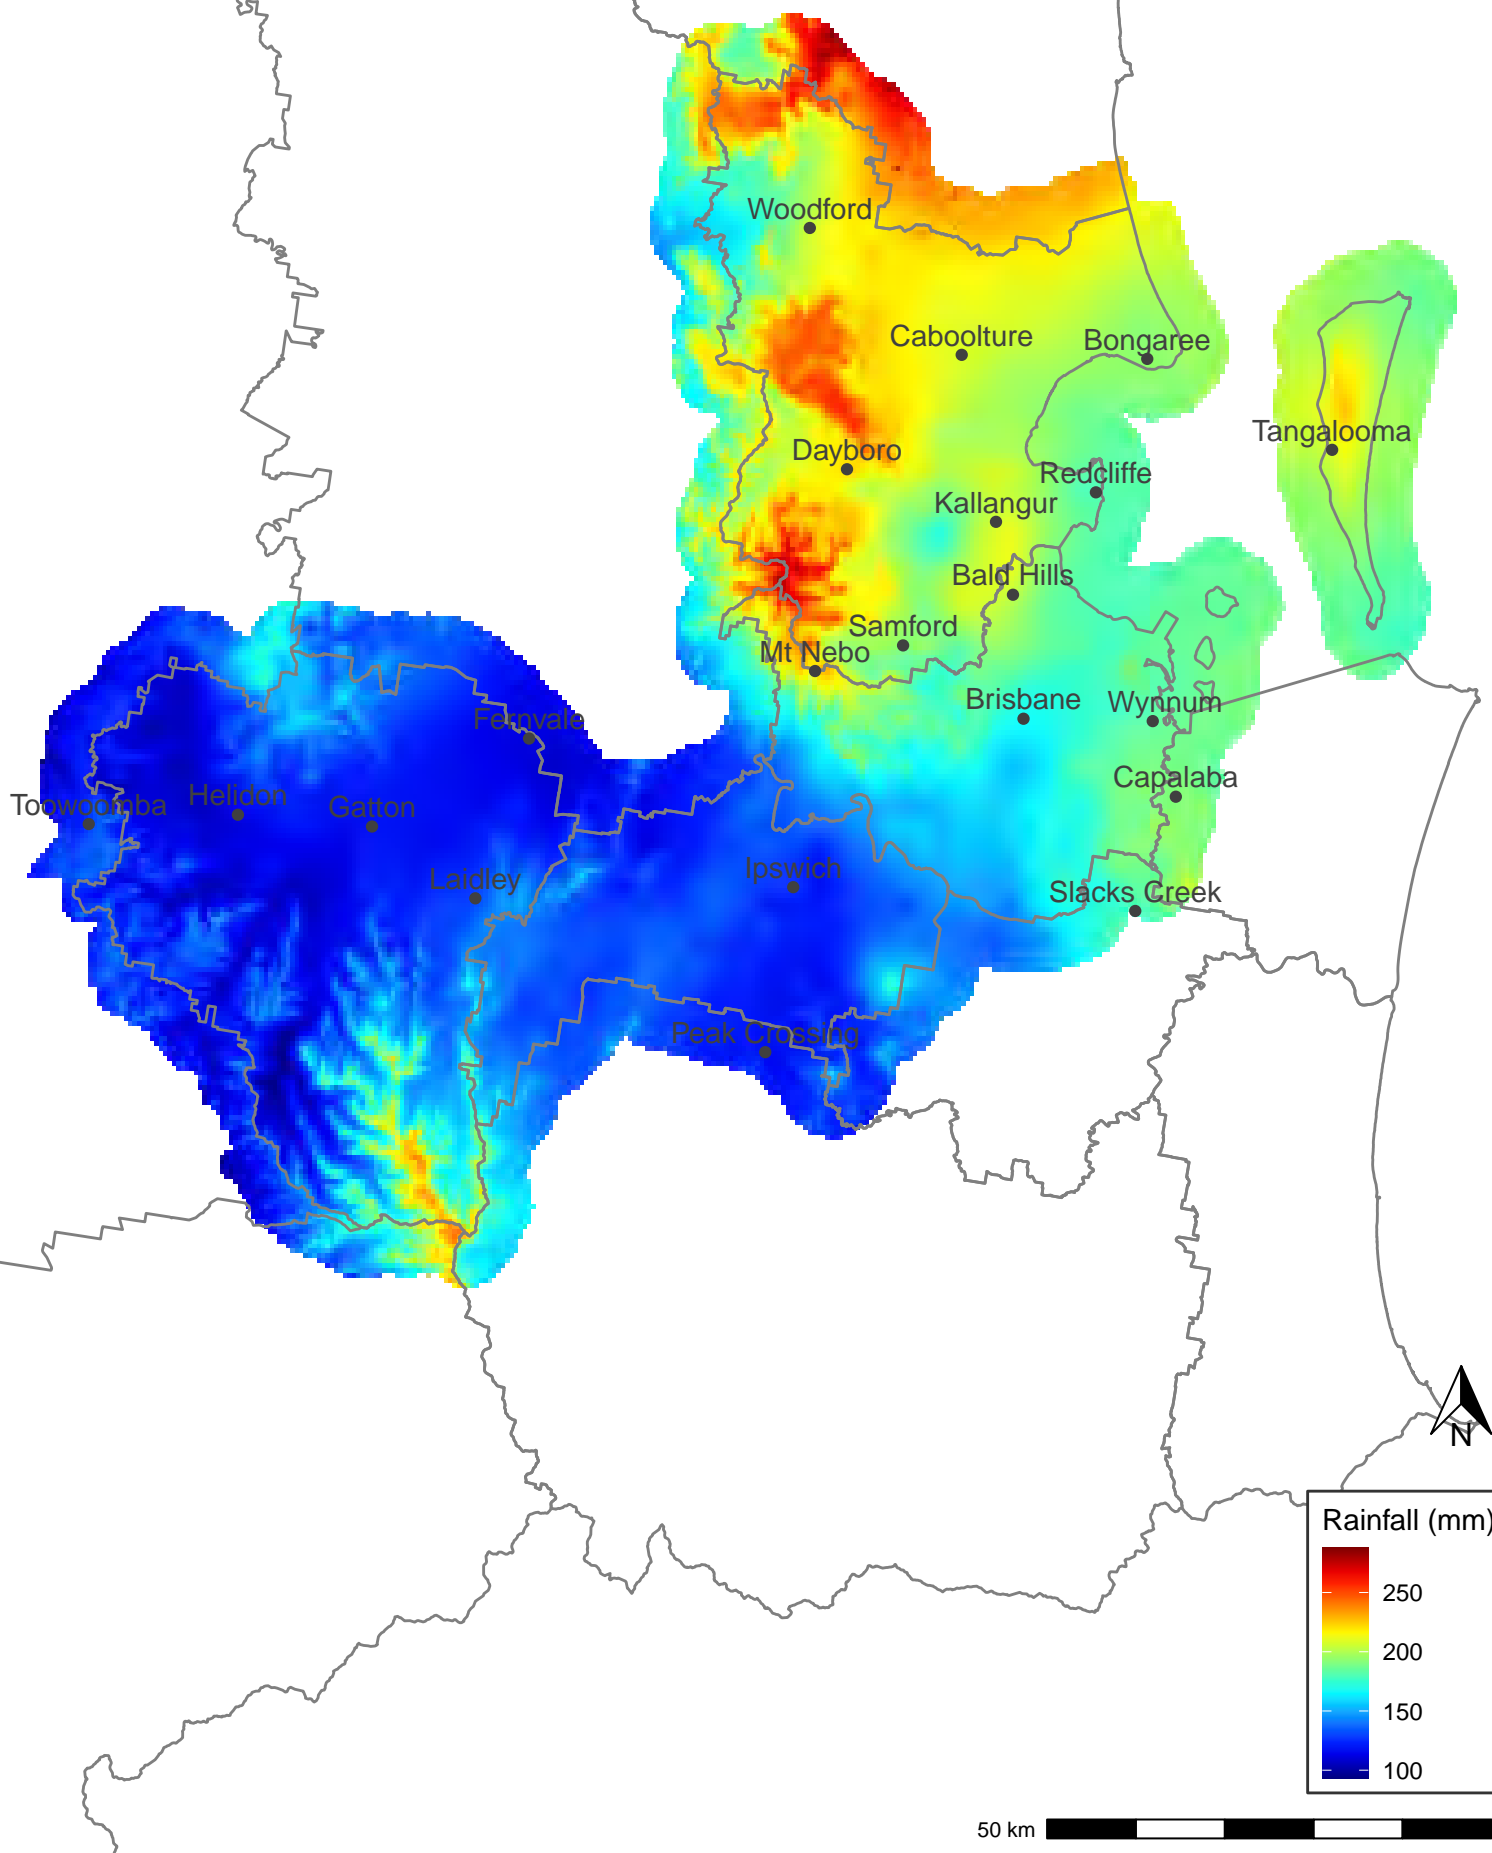 Woodford
Caboolture
Bongaree
Tangalooma
Dayboro
Redcliffe
Kallangur
Bald Hills
Samford
Mt Nebo
Brisbane
Wynnum
Fernvale
Capalaba
Toowoomba
Helidon
Gatton
Ipswich
Laidley
Slacks Creek
Peak Crossing
N
Rainfall (mm)
250
200
150
100
50 km